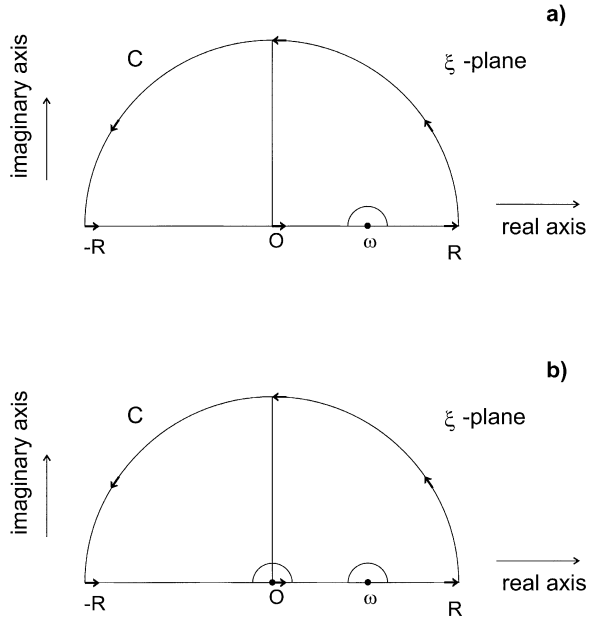 a)
C
ξ -plane
imaginary axis
real axis
-R
O
ω
R
b)
C
ξ -plane
imaginary axis
real axis
-R
O
ω
R